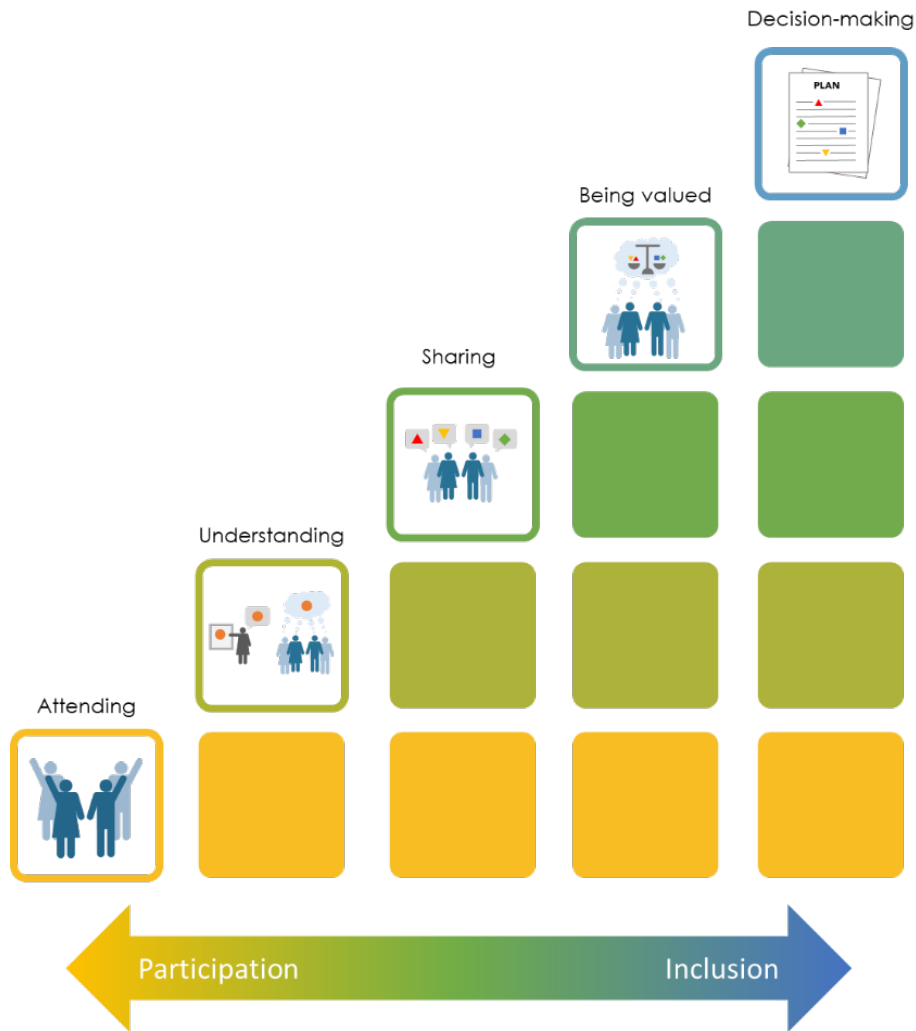 Decision-making
PLAN
Being valued
Sharing
Understanding
Attending
Participation
Inclusion